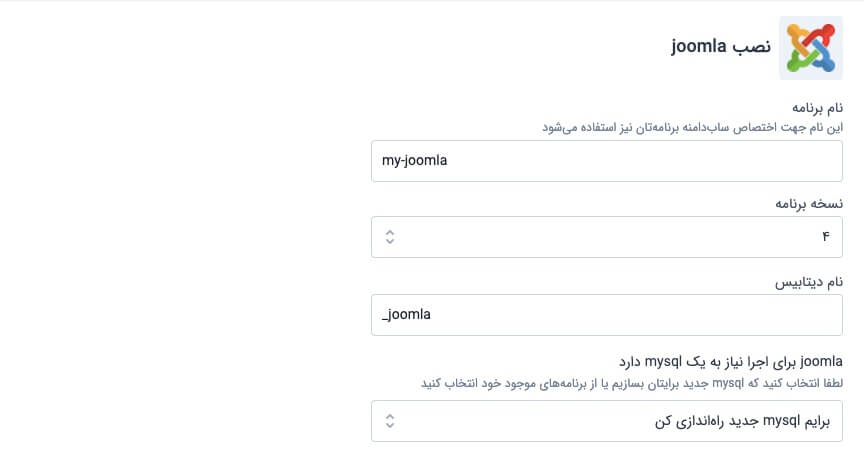 نصب joomla
نام برنامه
این نام جهت اختصاص ساب‌دامنه برنامه‌تان نیز استفاده می‌شود
my-joomla
نسخه برنامه
۴
نام دیتابیس
_joomla
joomla برای اجرا نیاز به یک mysql دارد
لطفا انتخاب کنید که mysql جدید برایتان بسازیم یا از برنامه‌های موجود خود انتخاب کنید
برایم mysql جدید راه‌اندازی کن